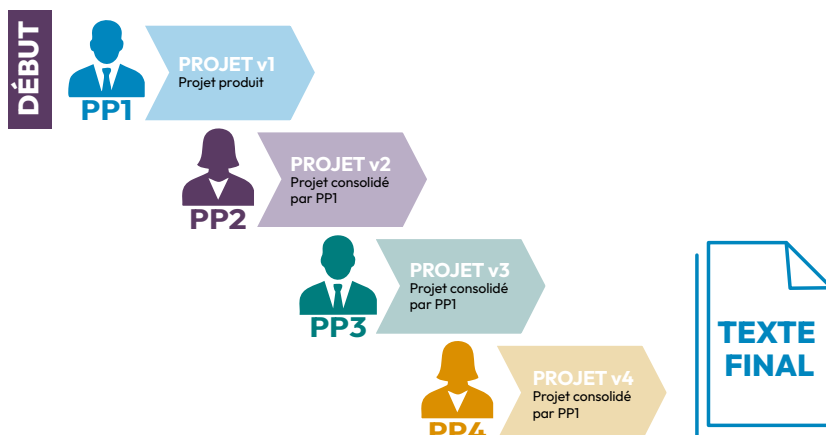 DÉBUT
PP1
PROJET v1
Projet produit
PP2
PROJET v2
Projet consolidé
par PP1
PP3
PROJET v3
Projet consolidé
par PP1
PP4
PROJET v4
Projet consolidé
par PP1
TEXTE
FINAL